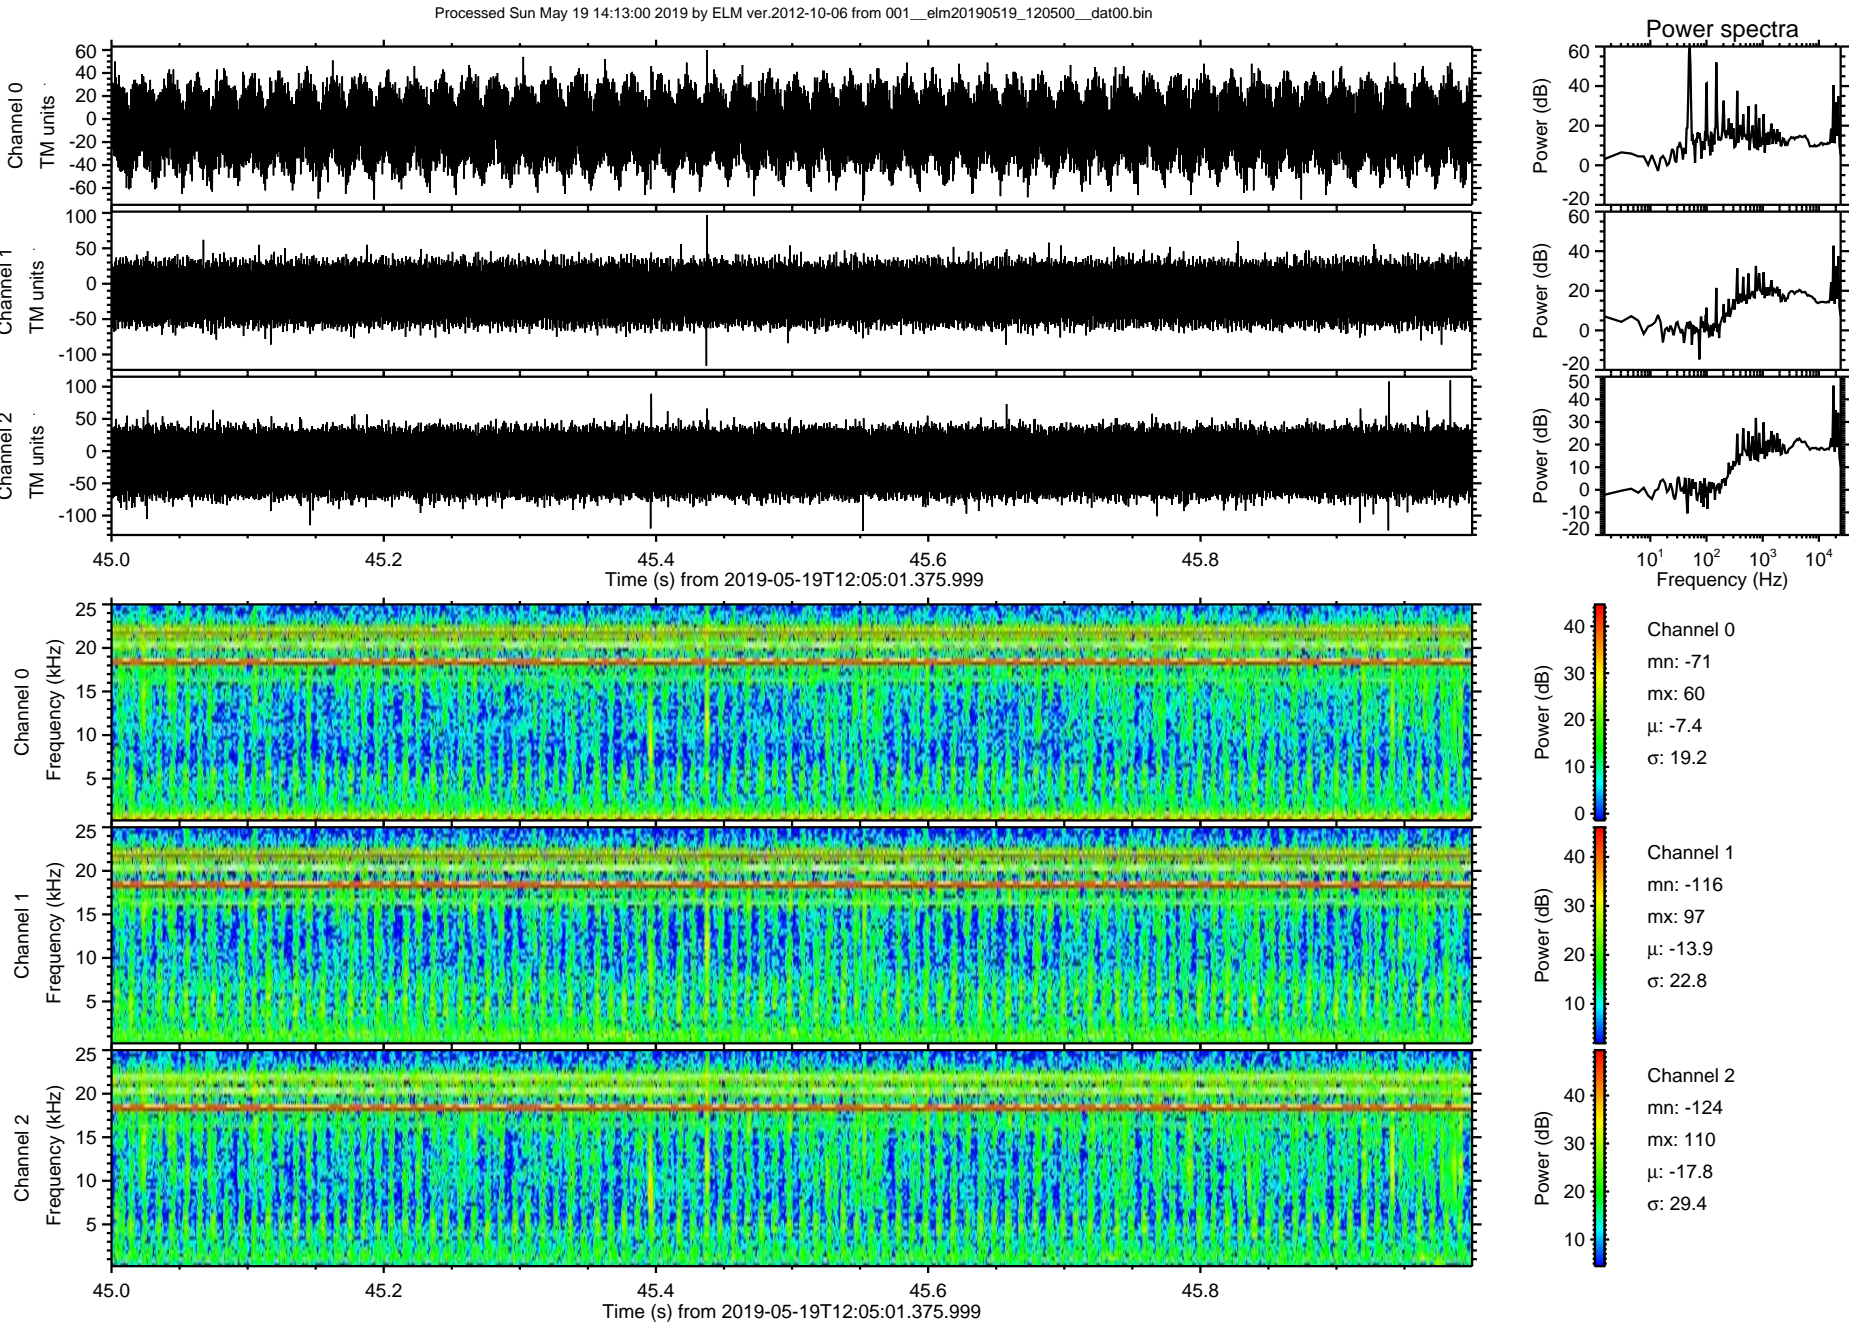 Processed Sun May 19 14:13:00 2019 by ELM ver.2012-10-06 from 001__elm20190519_120500__dat00.bin
Power spectra
Channel 0
TM units
60
40
20
0
-20
-40
-60
Power (dB)
60
40
20
0
-20
Channel 1
TM units
100
50
0
-50
-100
Power (dB)
60
40
20
0
-20
Channel 2
TM units
100
50
0
-50
-100
Power (dB)
50
40
30
20
10
0
-10
-20
45.0 45.2 45.4 45.6 45.8
Time (s) from 2019-05-19T12:05:01.375.999
10^1 10^2 10^3 10^4
Frequency (Hz)
Channel 0
Frequency (kHz)
25
20
15
10
5
Power (dB)
40
30
20
10
0
Channel 0
mn: -71
mx: 60
μ: -7.4
σ: 19.2
Channel 1
Frequency (kHz)
25
20
15
10
5
Power (dB)
40
30
20
10
Channel 1
mn: -116
mx: 97
μ: -13.9
σ: 22.8
Channel 2
Frequency (kHz)
25
20
15
10
5
Power (dB)
40
30
20
10
Channel 2
mn: -124
mx: 110
μ: -17.8
σ: 29.4
45.0 45.2 45.4 45.6 45.8
Time (s) from 2019-05-19T12:05:01.375.999